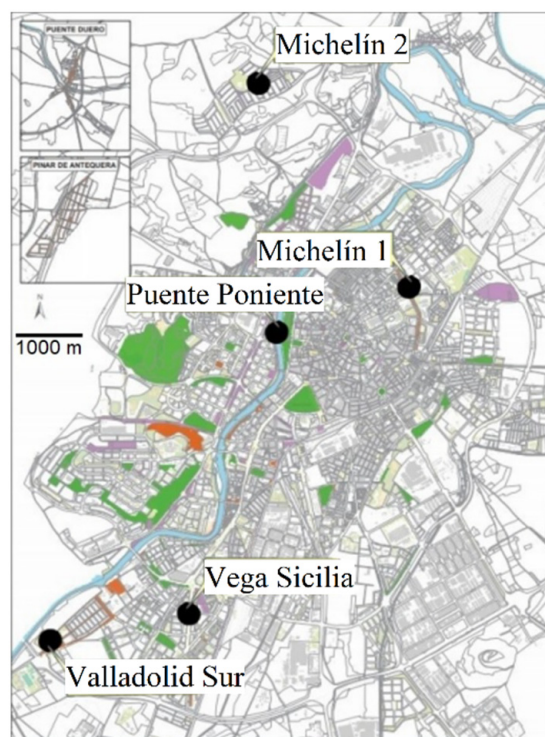 PUENTE DUERO
Michelín 2
PINAR DE ANTEQUERA
Michelín 1
Puente Poniente
N
1000 m
Vega Sicilia
Valladolid Sur